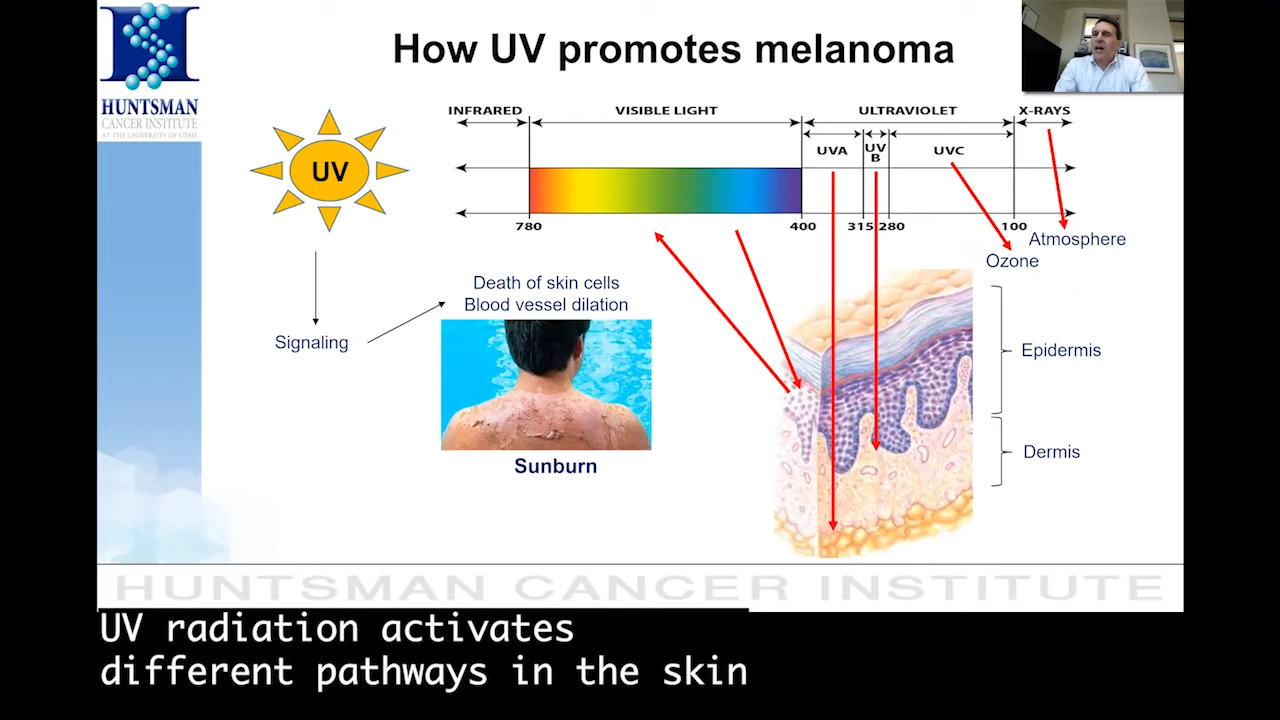 How UV promotes melanoma
HUNTSMAN
CANCER INSTITUTE
AT THE UNIVERSITY OF UTAH
UV
INFRARED
VISIBLE LIGHT
ULTRAVIOLET
X-RAYS
UVA
UV
B
UVC
780
400
315
280
100
Atmosphere
Ozone
Death of skin cells
Blood vessel dilation
Signaling
Epidermis
Dermis
Sunburn
HUNTSMAN CANCER INSTITUTE
UV radiation activates
different pathways in the skin